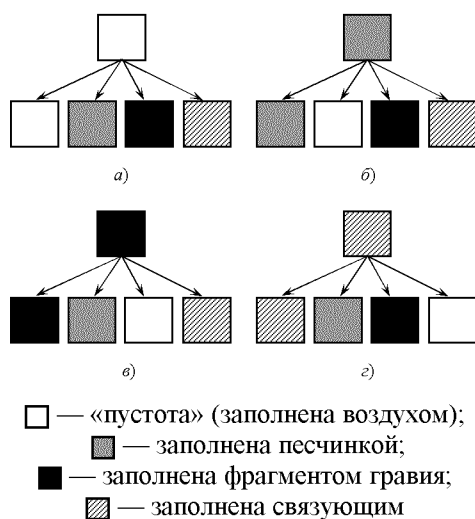 а)
б)
в)
г)
— «пустота» (заполнена воздухом);
— заполнена песчинкой;
— заполнена фрагментом гравия;
— заполнена связующим